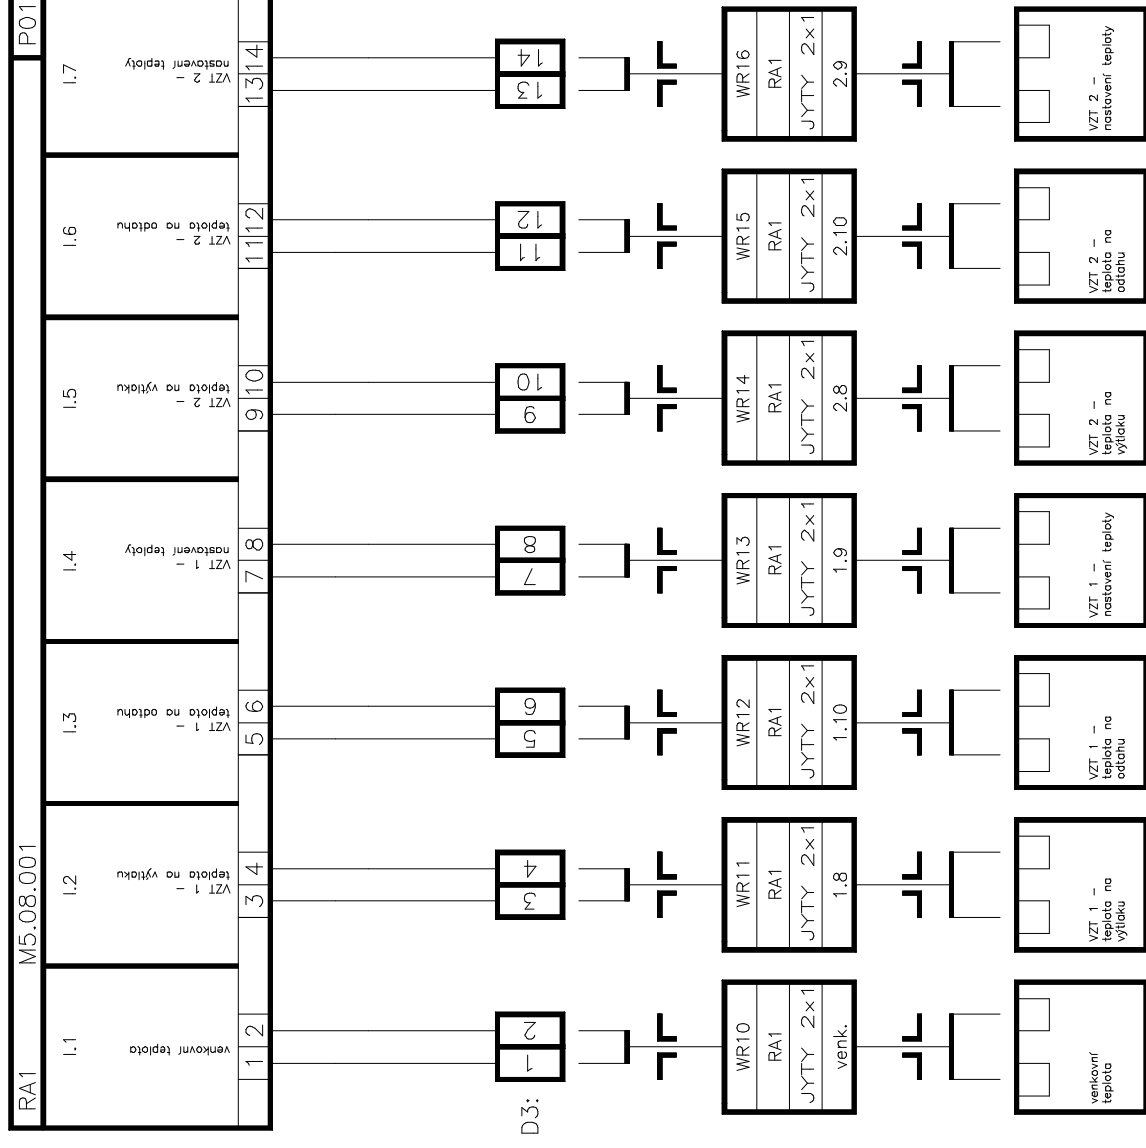 RA1
M5.08.001
P01
I.1
venkovní teplota
1
2
I.2
VZT 1 –
teplota na výtlaku
3
4
I.3
VZT 1 –
teplota na odtahu
5
6
I.4
VZT 1 –
nastavení teploty
7
8
I.5
VZT 2 –
teplota na výtlaku
9
10
I.6
VZT 2 –
teplota na odtahu
11
12
I.7
VZT 2 –
nastavení teploty
13
14
D3:
1
2
3
4
5
6
7
8
9
10
11
12
13
14
WR10
RA1
JYTY 2x1
venk.
WR11
RA1
JYTY 2x1
1.8
WR12
RA1
JYTY 2x1
1.10
WR13
RA1
JYTY 2x1
1.9
WR14
RA1
JYTY 2x1
2.8
WR15
RA1
JYTY 2x1
2.10
WR16
RA1
JYTY 2x1
2.9
venkovní
teplota
VZT 1 –
teplota na
výtlaku
VZT 1 –
teplota na
odtahu
VZT 1 –
nastavení teploty
VZT 2 –
teplota na
výtlaku
VZT 2 –
teplota na
odtahu
VZT 2 –
nastavení teploty